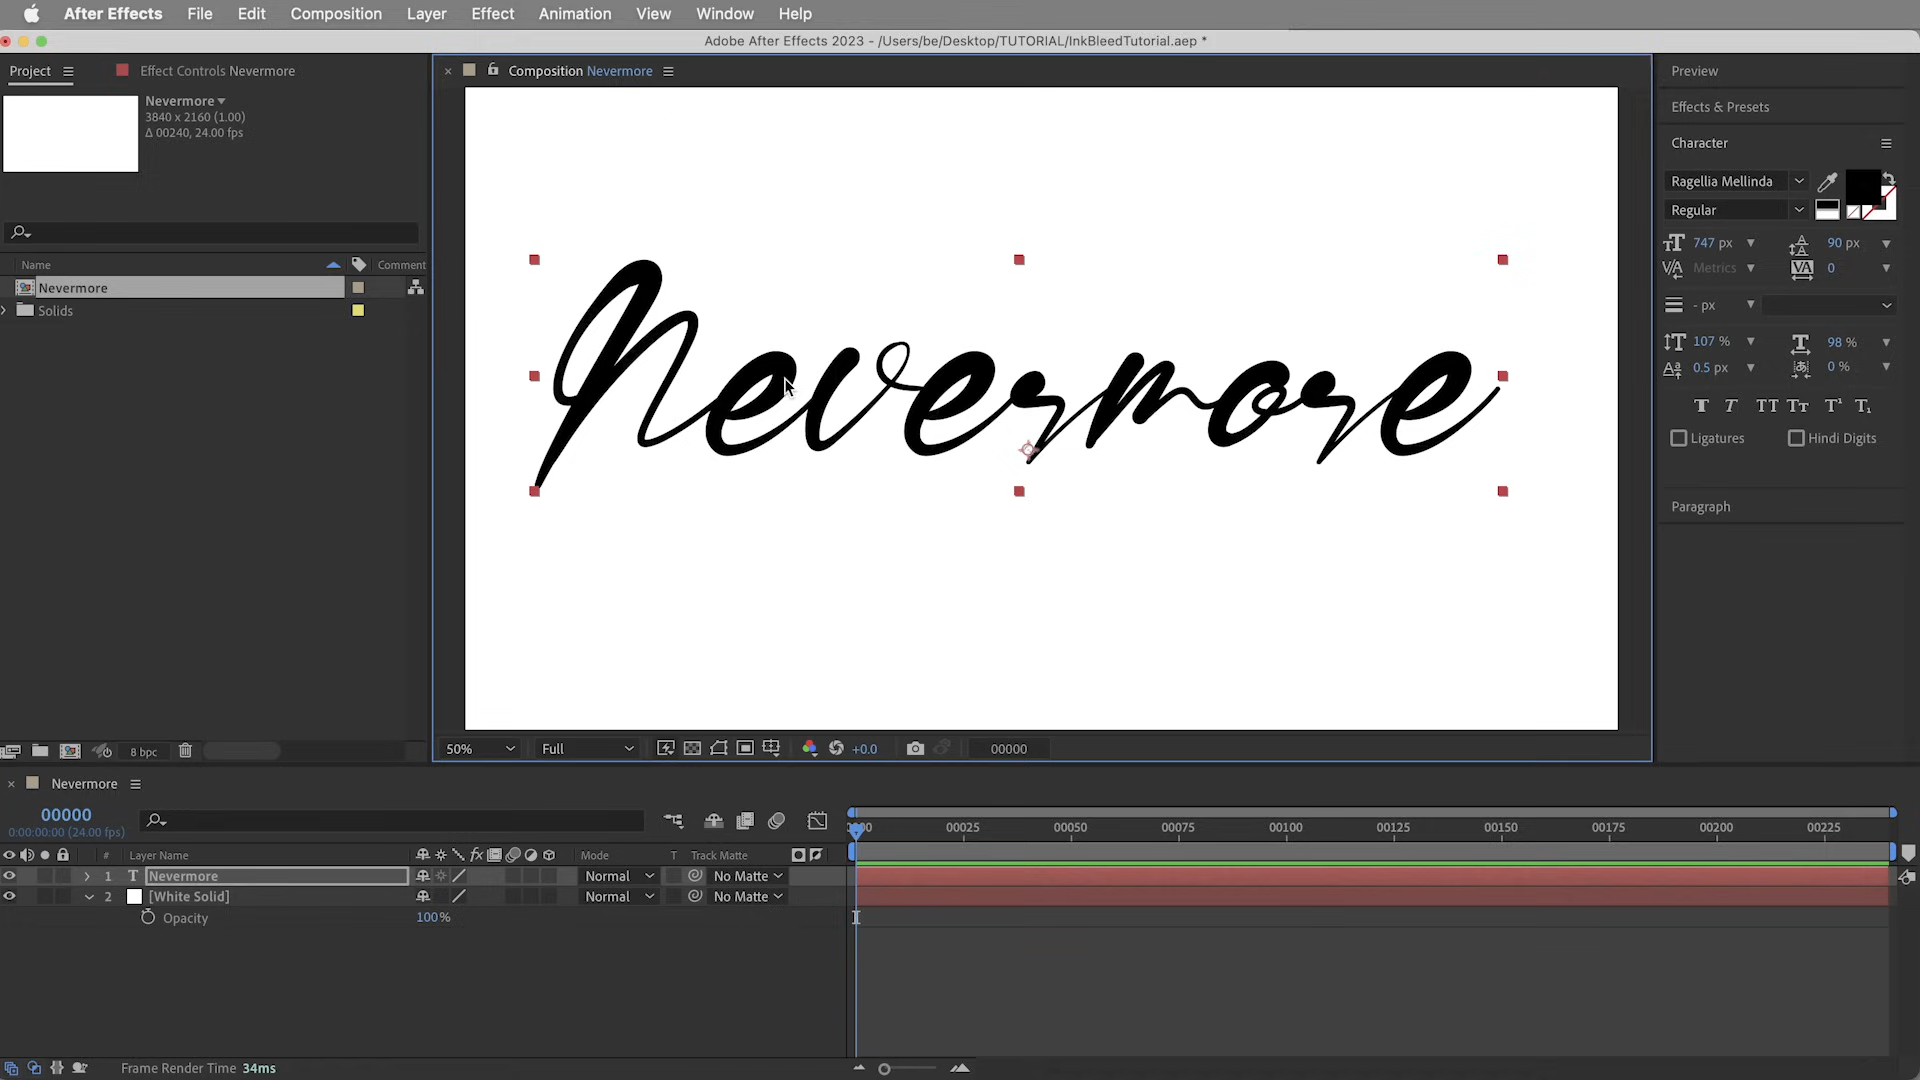 After Effects File Edit Composition Layer Effect Animation View Window Help
Adobe After Effects 2023 - /Users/be/Desktop/TUTORIAL/InkBleedTutorial.aep *
Project
Effect Controls Nevermore
Nevermore
3840 x 2160 (1.00)
Δ 00240, 24.00 fps
Name Comment
Nevermore
Solids
8 bpc
Composition Nevermore
Nevermore
50% Full +0.0 00000
Preview
Effects & Presets
Character
Ragellia Mellinda
Regular
747 px 90 px
Metrics 0
- px
107 % 98 %
0.5 px 0 %
T T TT Tt T¹ T₁
Ligatures Hindi Digits
Paragraph
Nevermore
00000
0:00:00:00 (24.00 fps)
00025 00050 00075 00100 00125 00150 00175 00200 00225
# Layer Name fx Mode T Track Matte
1 T Nevermore Normal No Matte
2 [White Solid] Normal No Matte
Opacity 100%
Frame Render Time 34ms